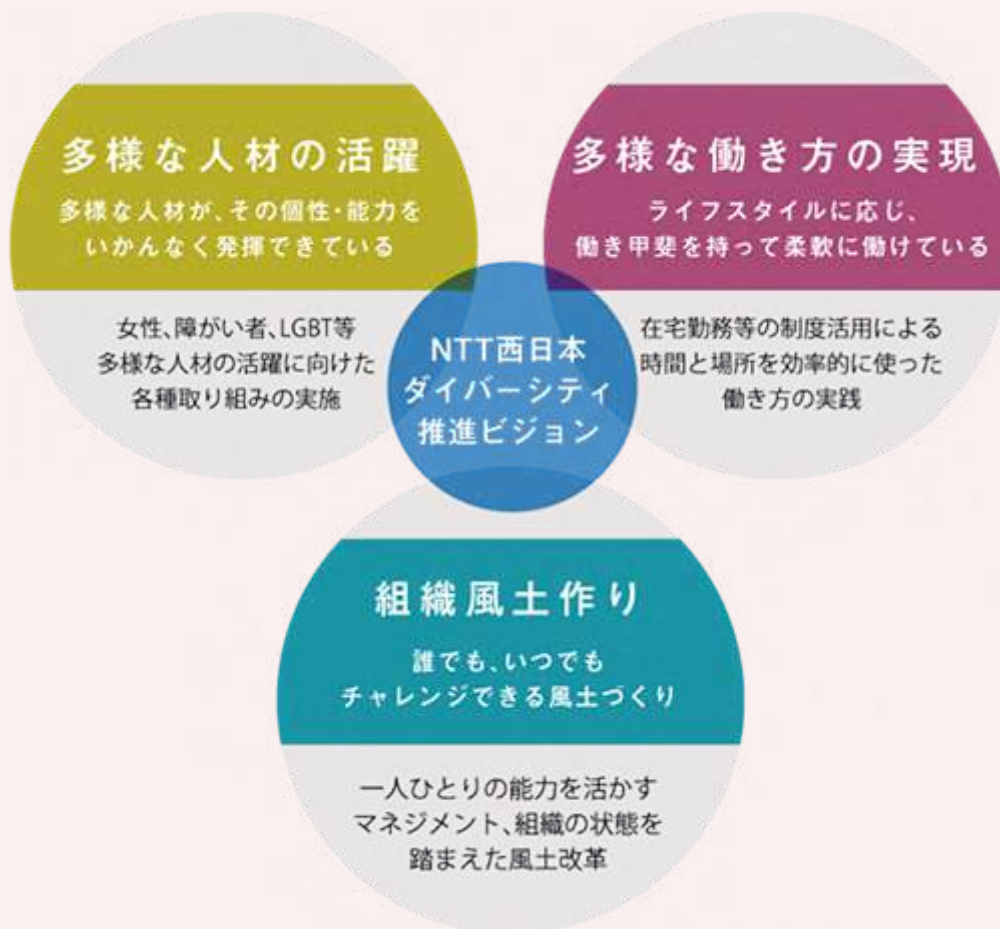 多様な人材の活躍
多様な人材が、その個性・能力を
いかんなく発揮できている
女性、障がい者、LGBT等
多様な人材の活躍に向けた
各種取り組みの実施
多様な働き方の実現
ライフスタイルに応じ、
働き甲斐を持って柔軟に働けている
在宅勤務等の制度活用による
時間と場所を効率的に使った
働き方の実践
NTT西日本
ダイバーシティ
推進ビジョン
組織風土作り
誰でも、いつでも
チャレンジできる風土づくり
一人ひとりの能力を活かす
マネジメント、組織の状態を
踏まえた風土改革